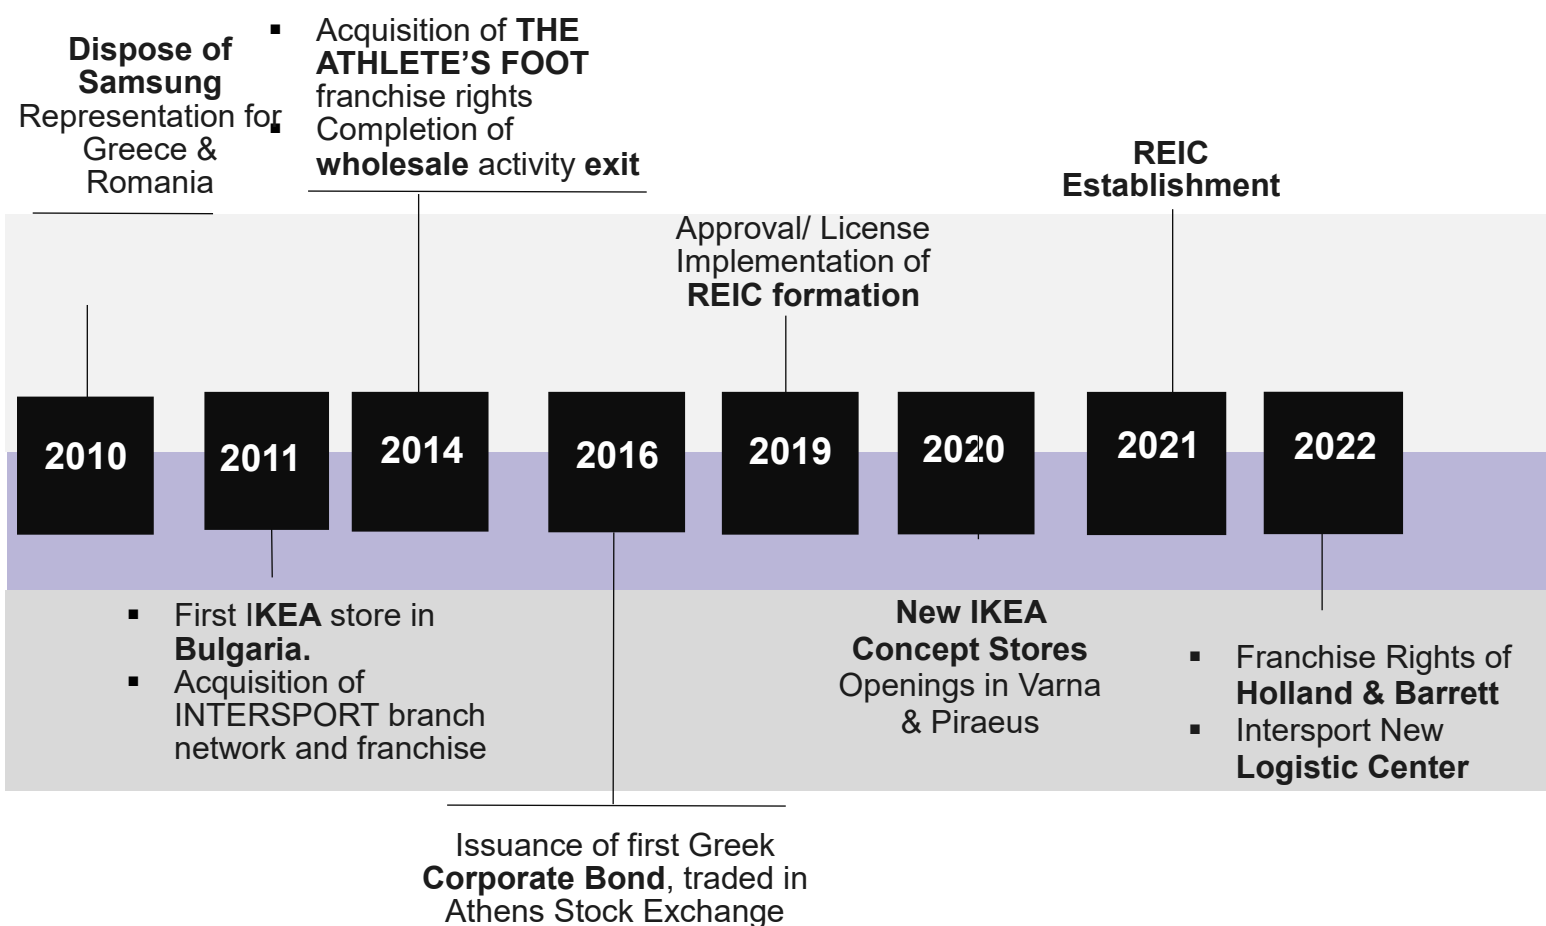 Dispose of
Samsung
Representation for
Greece &
Romania
▪ Acquisition of THE
ATHLETE’S FOOT
franchise rights
▪ Completion of
wholesale activity exit
Approval/ License
Implementation of
REIC formation
REIC
Establishment
2010
2011
2014
2016
2019
2020
2021
2022
▪ First IKEA store in
Bulgaria.
▪ Acquisition of
INTERSPORT branch
network and franchise
Issuance of first Greek
Corporate Bond, traded in
Athens Stock Exchange
New IKEA
Concept Stores
Openings in Varna
& Piraeus
▪ Franchise Rights of
Holland & Barrett
▪ Intersport New
Logistic Center